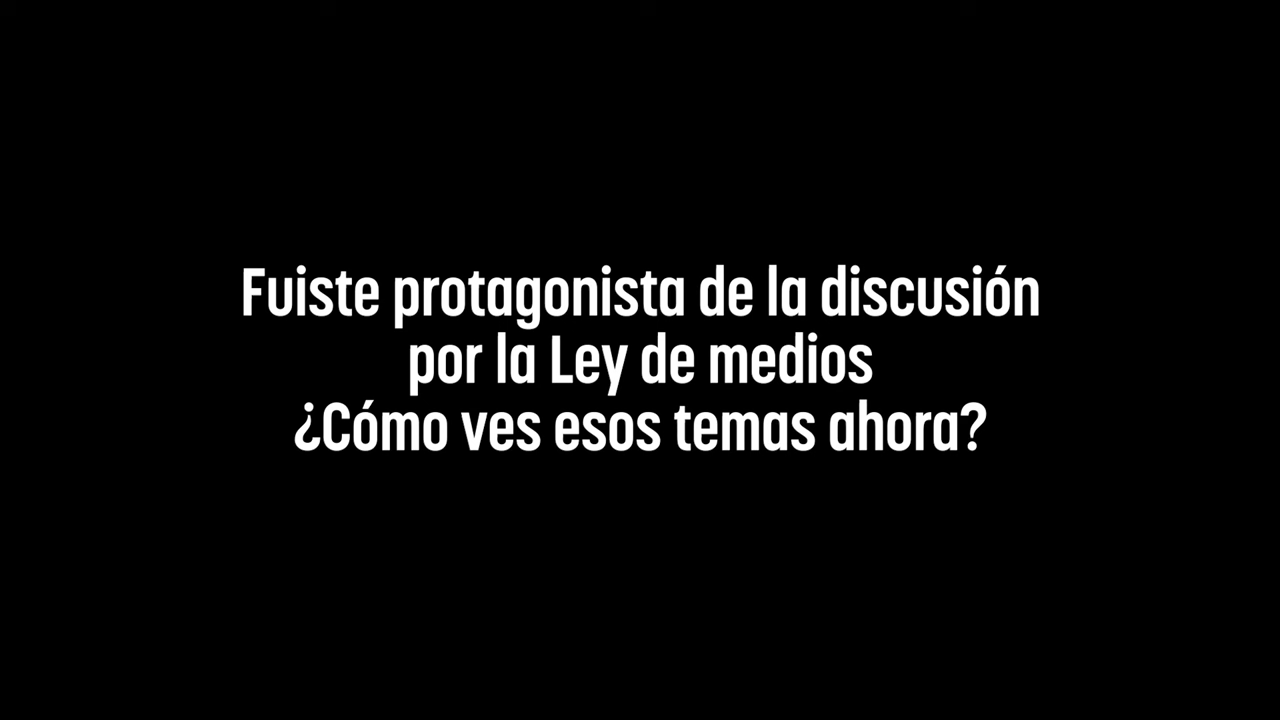 Fuiste protagonista de la discusión
por la Ley de medios
¿Cómo ves esos temas ahora?